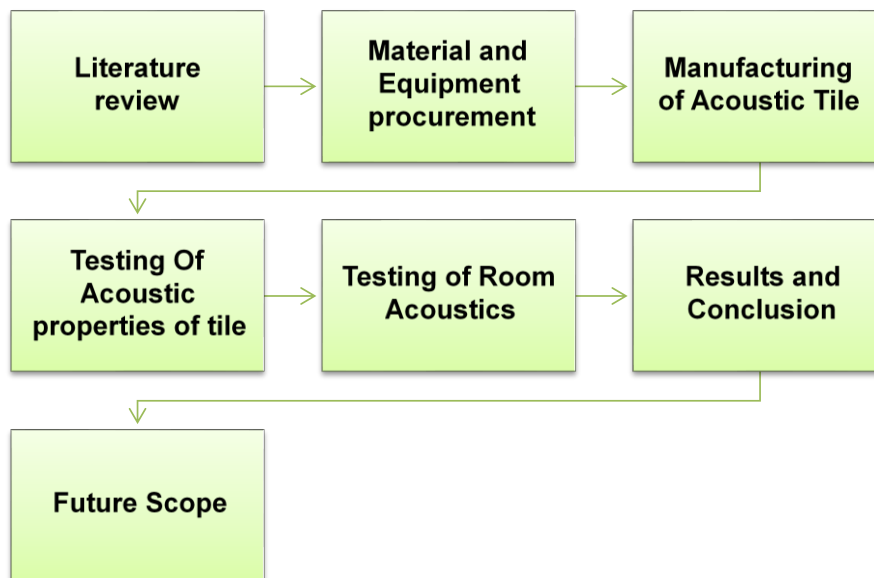 Literature
review
Material and
Equipment
procurement
Manufacturing
of Acoustic Tile
Testing Of
Acoustic
properties of tile
Testing of Room
Acoustics
Results and
Conclusion
Future Scope